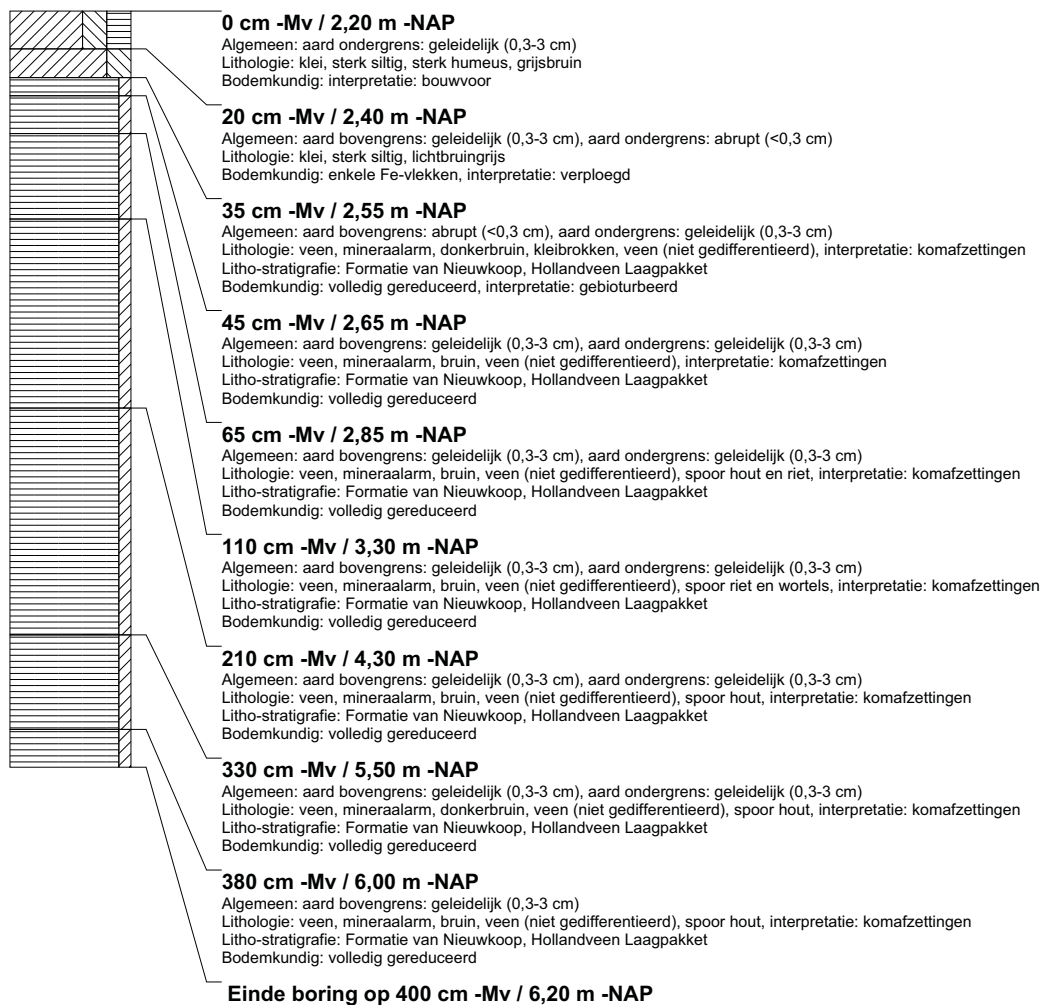 0 cm -Mv / 2,20 m -NAP
Algemeen: aard ondergrens: geleidelijk (0,3-3 cm)
Lithologie: klei, sterk siltig, sterk humeus, grijsbruin
Bodemkundig: interpretatie: bouwvoor
20 cm -Mv / 2,40 m -NAP
Algemeen: aard bovengrens: geleidelijk (0,3-3 cm), aard ondergrens: abrupt (<0,3 cm)
Lithologie: klei, sterk siltig, lichtbruingrijs
Bodemkundig: enkele Fe-vlekken, interpretatie: verploegd
35 cm -Mv / 2,55 m -NAP
Algemeen: aard bovengrens: abrupt (<0,3 cm), aard ondergrens: geleidelijk (0,3-3 cm)
Lithologie: veen, mineraalarm, donkerbruin, kleibrokken, veen (niet gedifferentieerd), interpretatie: komafzettingen
Litho-stratigrafie: Formatie van Nieuwkoop, Hollandveen Laagpakket
Bodemkundig: volledig gereduceerd, interpretatie: gebioturbeerd
45 cm -Mv / 2,65 m -NAP
Algemeen: aard bovengrens: geleidelijk (0,3-3 cm), aard ondergrens: geleidelijk (0,3-3 cm)
Lithologie: veen, mineraalarm, bruin, veen (niet gedifferentieerd), interpretatie: komafzettingen
Litho-stratigrafie: Formatie van Nieuwkoop, Hollandveen Laagpakket
Bodemkundig: volledig gereduceerd
65 cm -Mv / 2,85 m -NAP
Algemeen: aard bovengrens: geleidelijk (0,3-3 cm), aard ondergrens: geleidelijk (0,3-3 cm)
Lithologie: veen, mineraalarm, bruin, veen (niet gedifferentieerd), spoor hout en riet, interpretatie: komafzettingen
Litho-stratigrafie: Formatie van Nieuwkoop, Hollandveen Laagpakket
Bodemkundig: volledig gereduceerd
110 cm -Mv / 3,30 m -NAP
Algemeen: aard bovengrens: geleidelijk (0,3-3 cm), aard ondergrens: geleidelijk (0,3-3 cm)
Lithologie: veen, mineraalarm, bruin, veen (niet gedifferentieerd), spoor riet en wortels, interpretatie: komafzettingen
Litho-stratigrafie: Formatie van Nieuwkoop, Hollandveen Laagpakket
Bodemkundig: volledig gereduceerd
210 cm -Mv / 4,30 m -NAP
Algemeen: aard bovengrens: geleidelijk (0,3-3 cm), aard ondergrens: geleidelijk (0,3-3 cm)
Lithologie: veen, mineraalarm, bruin, veen (niet gedifferentieerd), spoor hout, interpretatie: komafzettingen
Litho-stratigrafie: Formatie van Nieuwkoop, Hollandveen Laagpakket
Bodemkundig: volledig gereduceerd
330 cm -Mv / 5,50 m -NAP
Algemeen: aard bovengrens: geleidelijk (0,3-3 cm), aard ondergrens: geleidelijk (0,3-3 cm)
Lithologie: veen, mineraalarm, donkerbruin, veen (niet gedifferentieerd), spoor hout, interpretatie: komafzettingen
Litho-stratigrafie: Formatie van Nieuwkoop, Hollandveen Laagpakket
Bodemkundig: volledig gereduceerd
380 cm -Mv / 6,00 m -NAP
Algemeen: aard bovengrens: geleidelijk (0,3-3 cm)
Lithologie: veen, mineraalarm, bruin, veen (niet gedifferentieerd), spoor hout, interpretatie: komafzettingen
Litho-stratigrafie: Formatie van Nieuwkoop, Hollandveen Laagpakket
Bodemkundig: volledig gereduceerd
Einde boring op 400 cm -Mv / 6,20 m -NAP